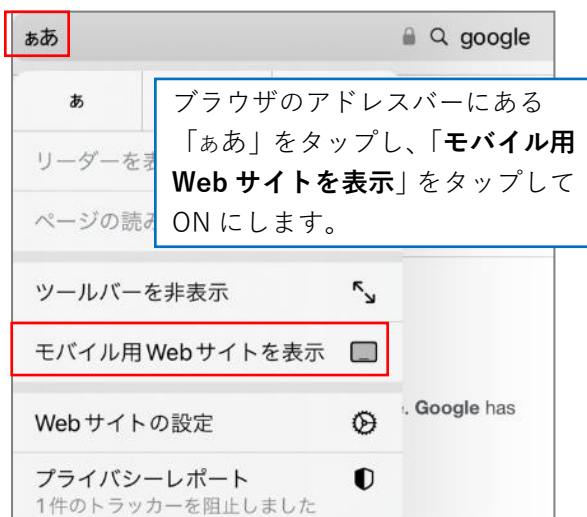 ぁあ
google
あ
ブラウザのアドレスバーにある
「ぁあ」をタップし、「モバイル用
Web サイトを表示」をタップして
ON にします。
リーダーを表
ページの読み
ツールバーを非表示
モバイル用Webサイトを表示
. Google has
Webサイトの設定
プライバシーレポート
1件のトラッカーを阻止しました